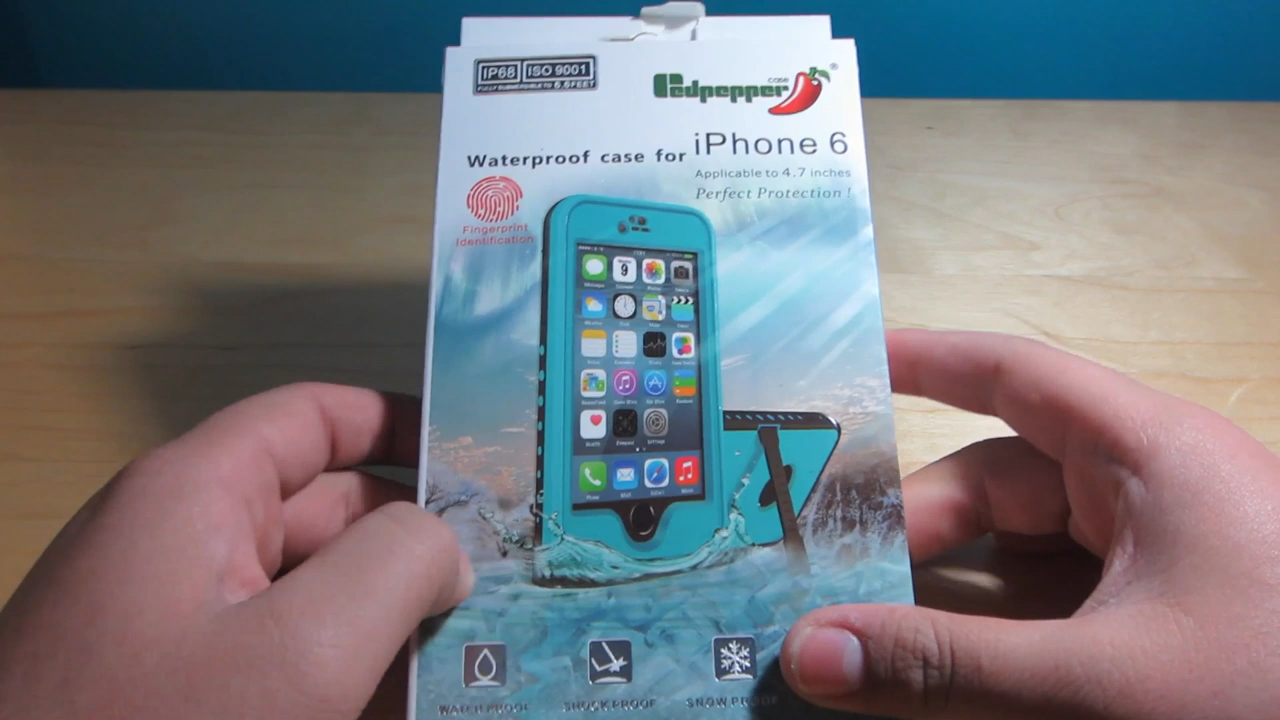 IP68 ISO 9001
FULLY SUBMERSIBLE TO 6.6FEET
Redpepper case ®
Waterproof case for iPhone 6
Applicable to 4.7 inches
Perfect Protection !
Fingerprint
Identification
9
WATER PROOF
SHOCK PROOF
SNOW PROOF